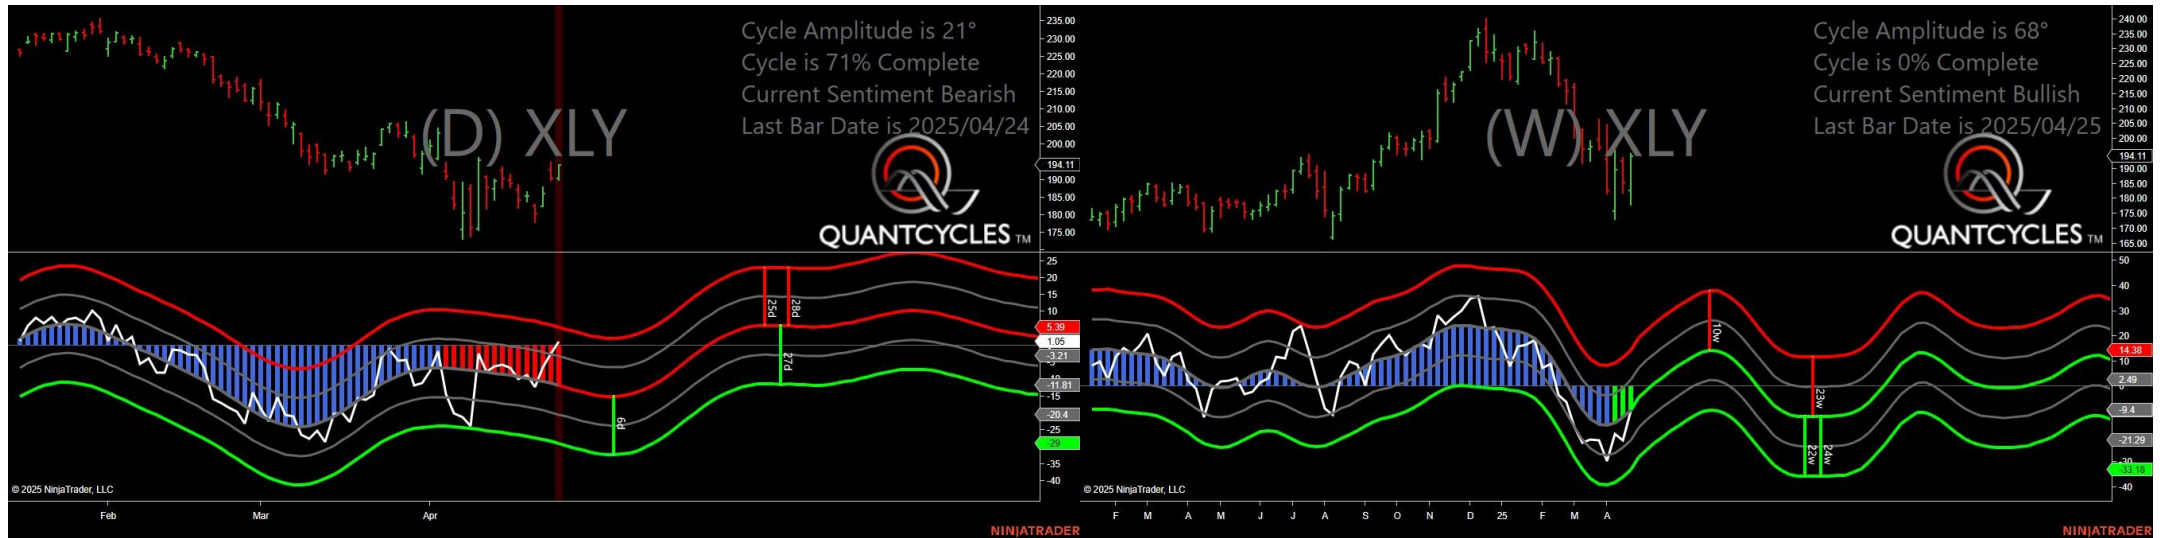 Cycle Amplitude is 21°
Cycle is 71% Complete
Current Sentiment Bearish
Last Bar Date is 2025/04/24
(D) XLY
QUANTCYCLES TM
235.00
230.00
225.00
220.00
215.00
210.00
205.00
200.00
194.11
190.00
185.00
180.00
175.00
25
20
15
10
5.39
1.05
-3.21
-11.81
-15
-20.4
-25
-29
-35
-40
25d
28d
27d
6d
© 2025 NinjaTrader, LLC
Feb
Mar
Apr
NINJATRADER
Cycle Amplitude is 68°
Cycle is 0% Complete
Current Sentiment Bullish
Last Bar Date is 2025/04/25
(W) XLY
QUANTCYCLES TM
240.00
235.00
230.00
225.00
220.00
215.00
210.00
205.00
200.00
194.11
190.00
185.00
180.00
175.00
170.00
165.00
50
40
30
20
14.38
10
2.49
-9.4
-21.29
-33.18
-40
10w
23w
22w
24w
© 2025 NinjaTrader, LLC
F M A M J J A S O N D 25 F M A
NINJATRADER